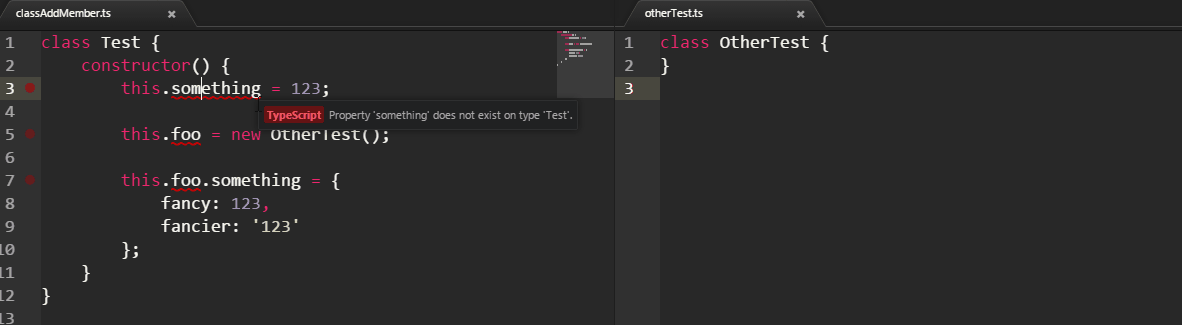 classAddMember.ts ×
1 class Test {
2 constructor() {
3 this.something = 123;
4
TypeScript Property 'something' does not exist on type 'Test'.
5 this.foo = new OtherTest();
6
7 this.foo.something = {
8 fancy: 123,
9 fancier: '123'
10 };
11 }
12 }
13
otherTest.ts ×
1 class OtherTest {
2 }
3